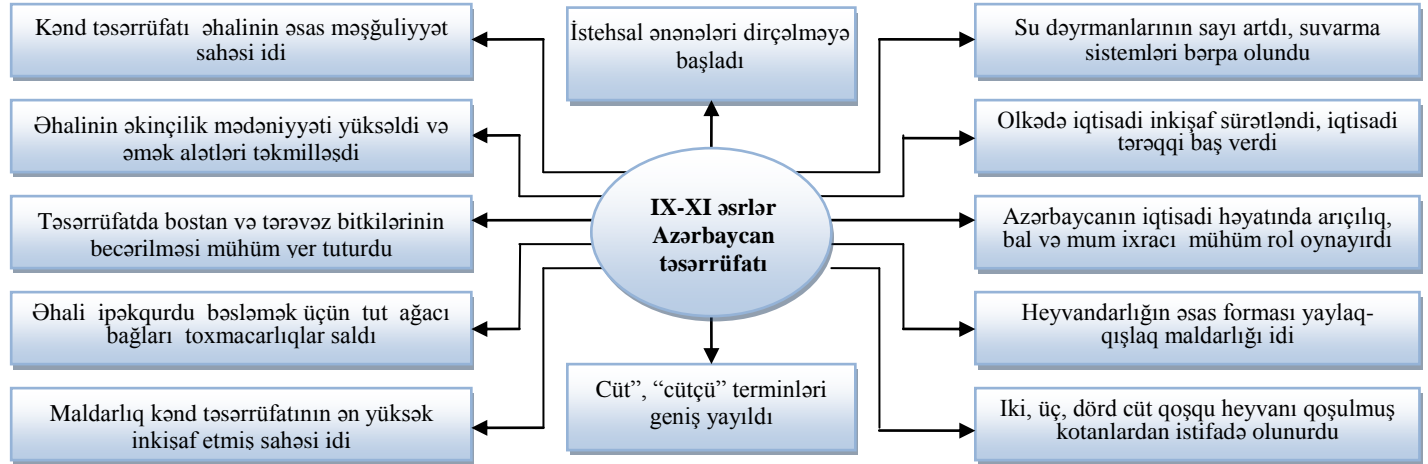 Kənd təsərrüfatı əhalinin əsas məşğuliyyət
sahəsi idi
Əhalinin əkinçilik mədəniyyəti yüksəldi və
əmək alətləri təkmilləşdi
Təsərrüfatda bostan və tərəvəz bitkilərinin
becərilməsi mühüm yer tuturdu
Əhali ipəkqurdu bəsləmək üçün tut ağacı
bağları toxmacarlıqlar saldı
Maldarlıq kənd təsərrüfatının ən yüksək
inkişaf etmiş sahəsi idi
İstehsal ənənələri dirçəlməyə
başladı
IX-XI əsrlər
Azərbaycan
təsərrüfatı
Cüt”, “cütçü” terminləri
geniş yayıldı
Su dəyrmanlarının sayı artdı, suvarma
sistemləri bərpa olundu
Olkədə iqtisadi inkişaf sürətləndi, iqtisadi
tərəqqi baş verdi
Azərbaycanın iqtisadi həyatında arıçılıq,
bal və mum ixracı mühüm rol oynayırdı
Heyvandarlığın əsas forması yaylaq-
qışlaq maldarlığı idi
Iki, üç, dörd cüt qoşqu heyvanı qoşulmuş
kotanlardan istifadə olunurdu